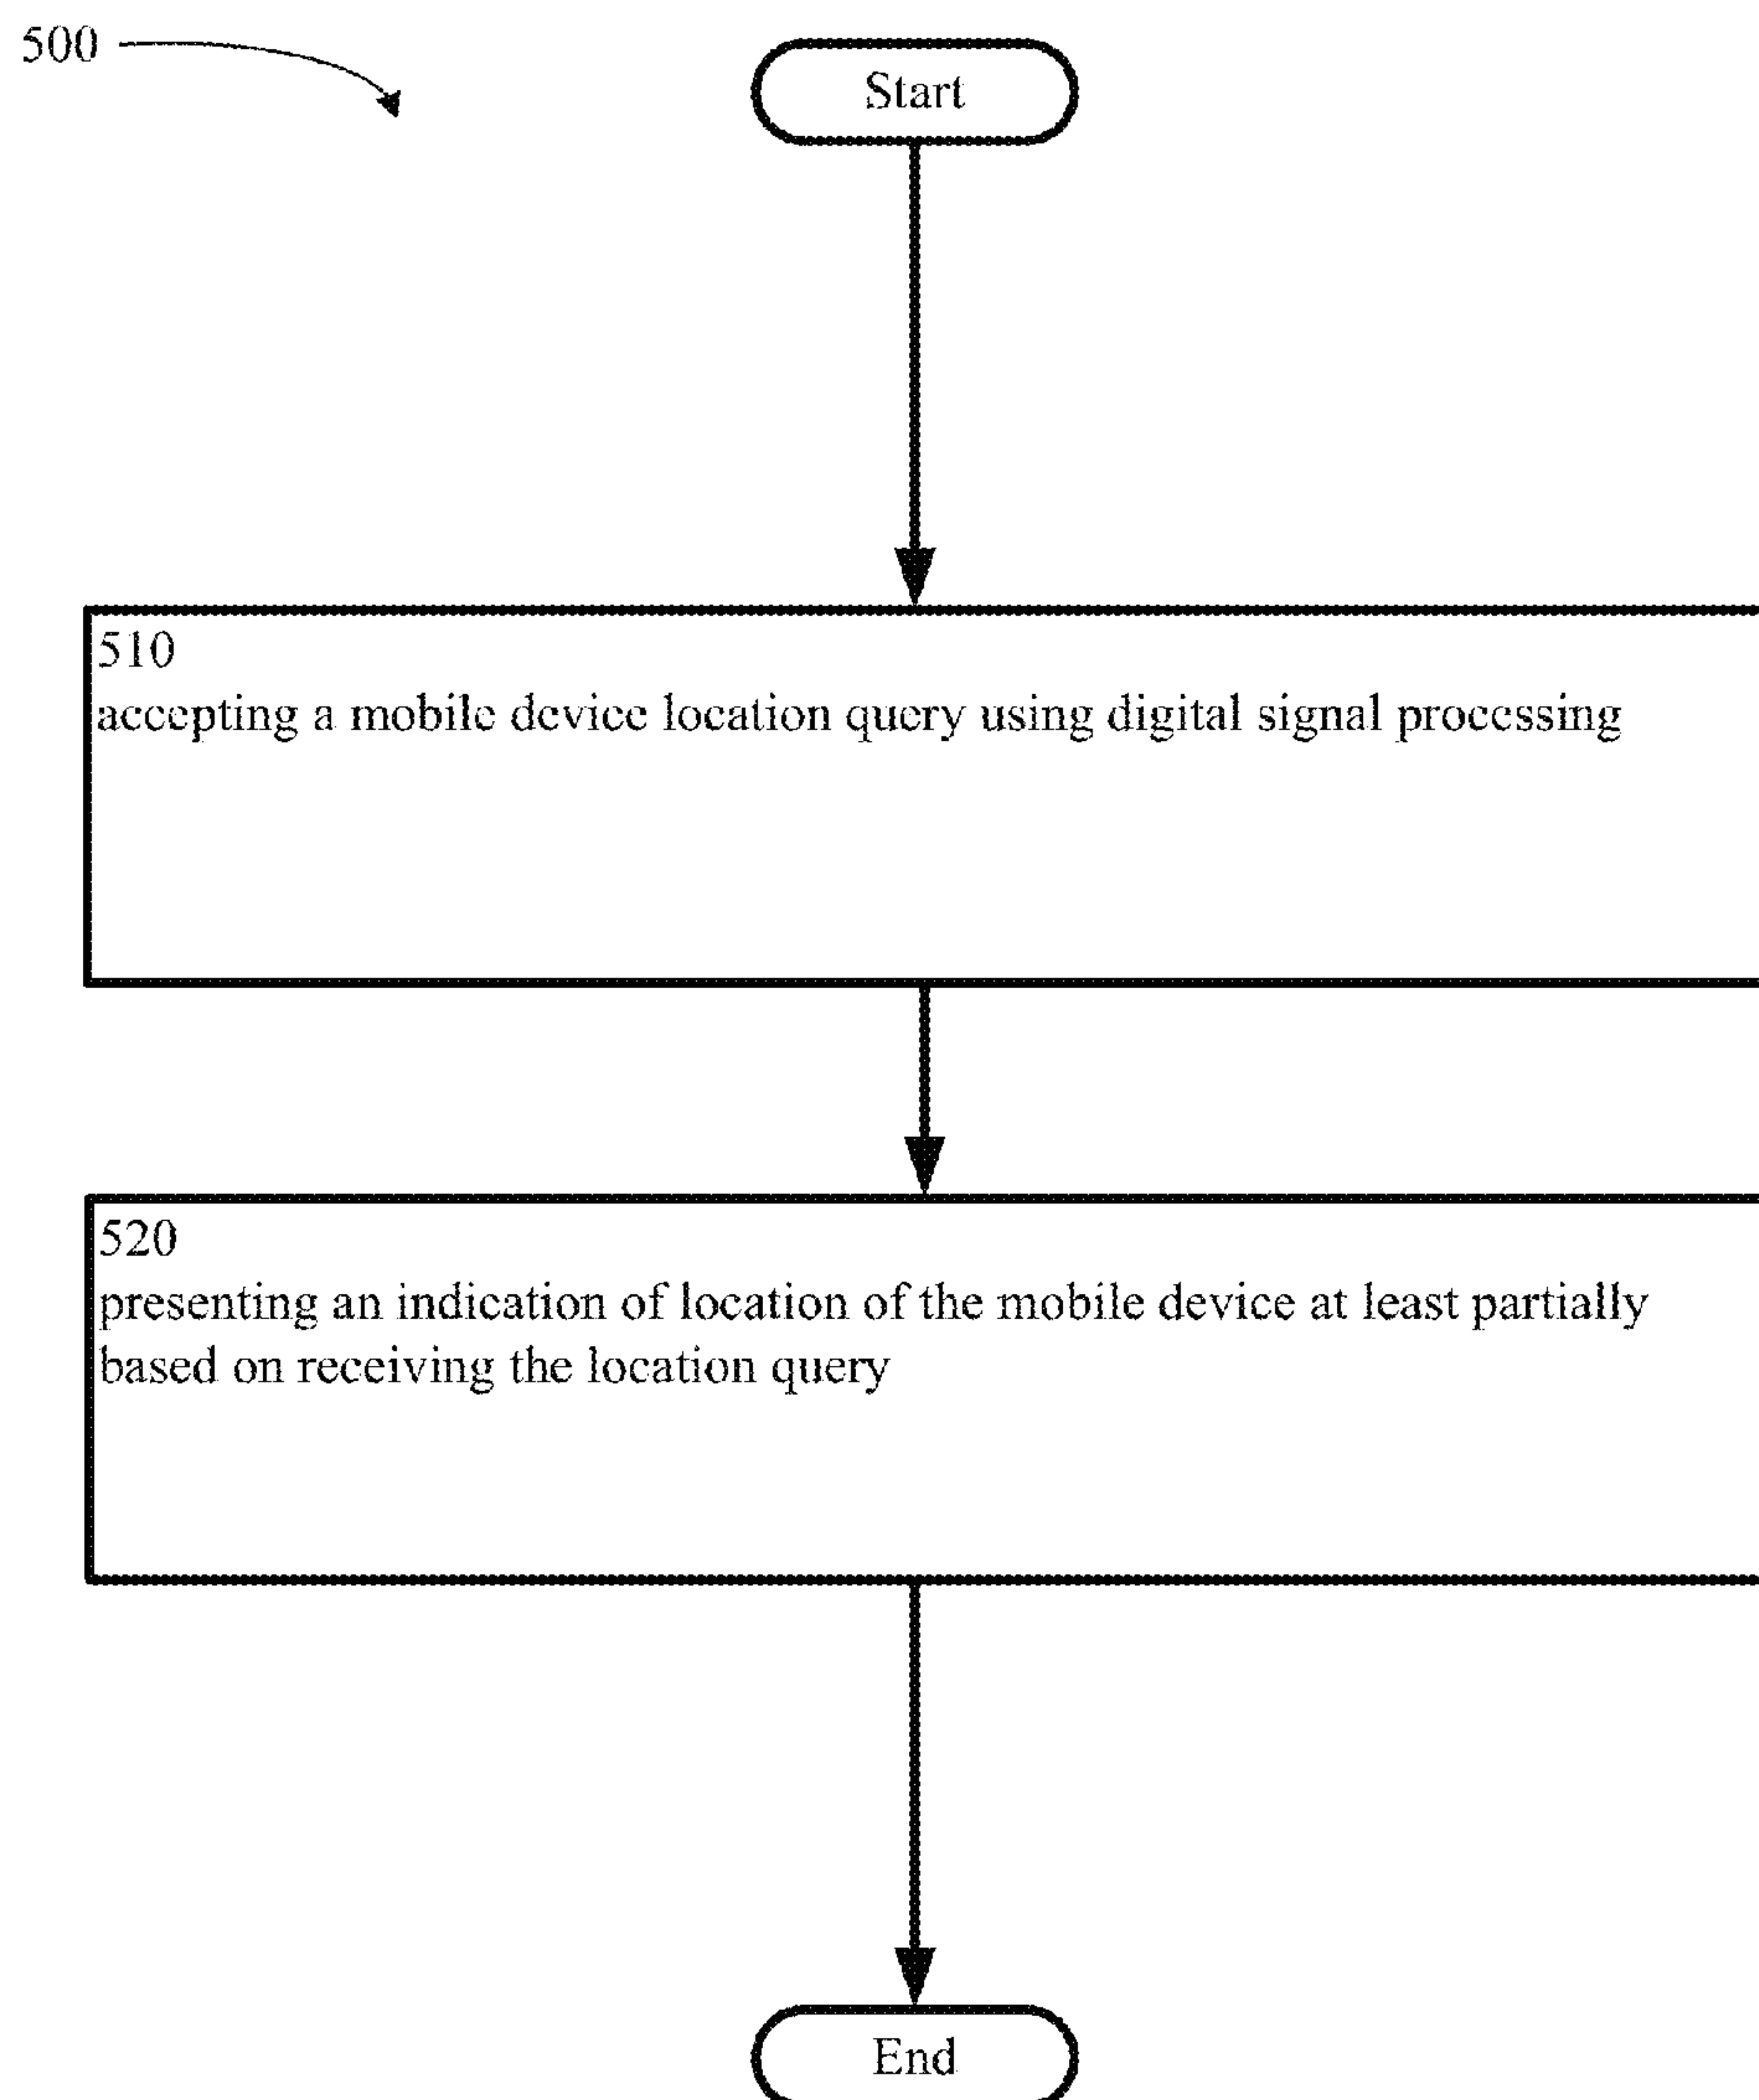 500
Start
510
accepting a mobile device location query using digital signal processing
520
presenting an indication of location of the mobile device at least partially
based on receiving the location query
End